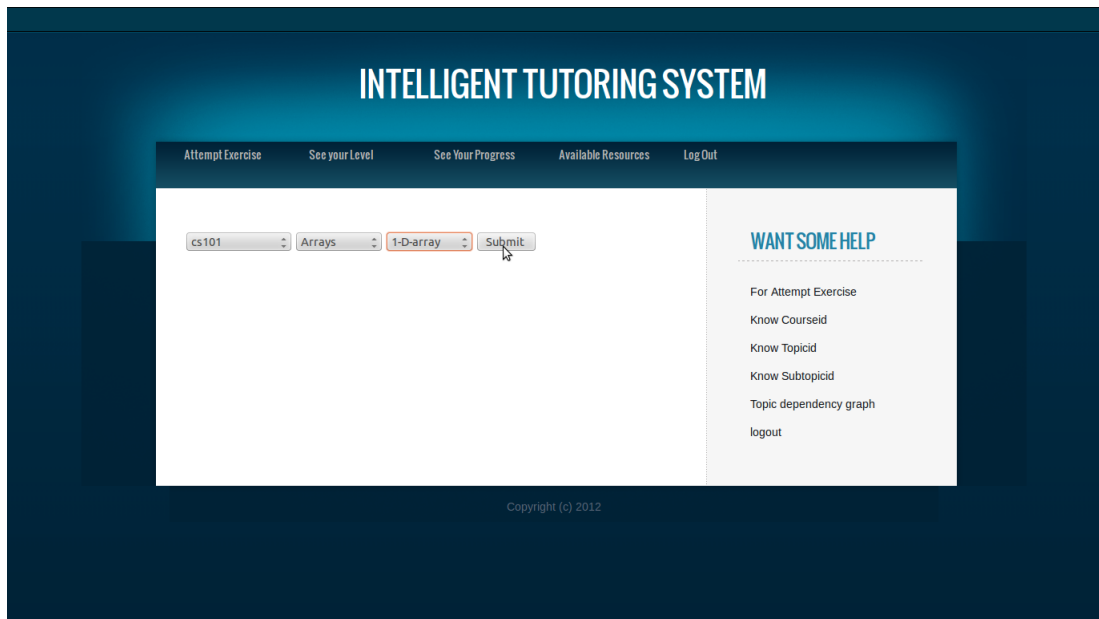 INTELLIGENT TUTORING SYSTEM
Attempt Exercise See your Level See Your Progress Available Resources Log Out
cs101 Arrays 1-D-array Submit
WANT SOME HELP
For Attempt Exercise
Know Courseid
Know Topicid
Know Subtopicid
Topic dependency graph
logout
Copyright (c) 2012